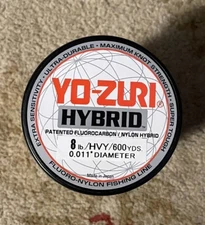 EXTRA SENSITIVITY - ULTRA-DURABLE - MAXIMUM KNOT STRENGTH - SUPER TOUGH
YO-ZURI®
HYBRID
PATENTED FLUOROCARBON / NYLON HYBRID
8 lb./HVY/600YDS.
0.011" DIAMETER
Made in Japan
FLUORO-NYLON FISHING LINE